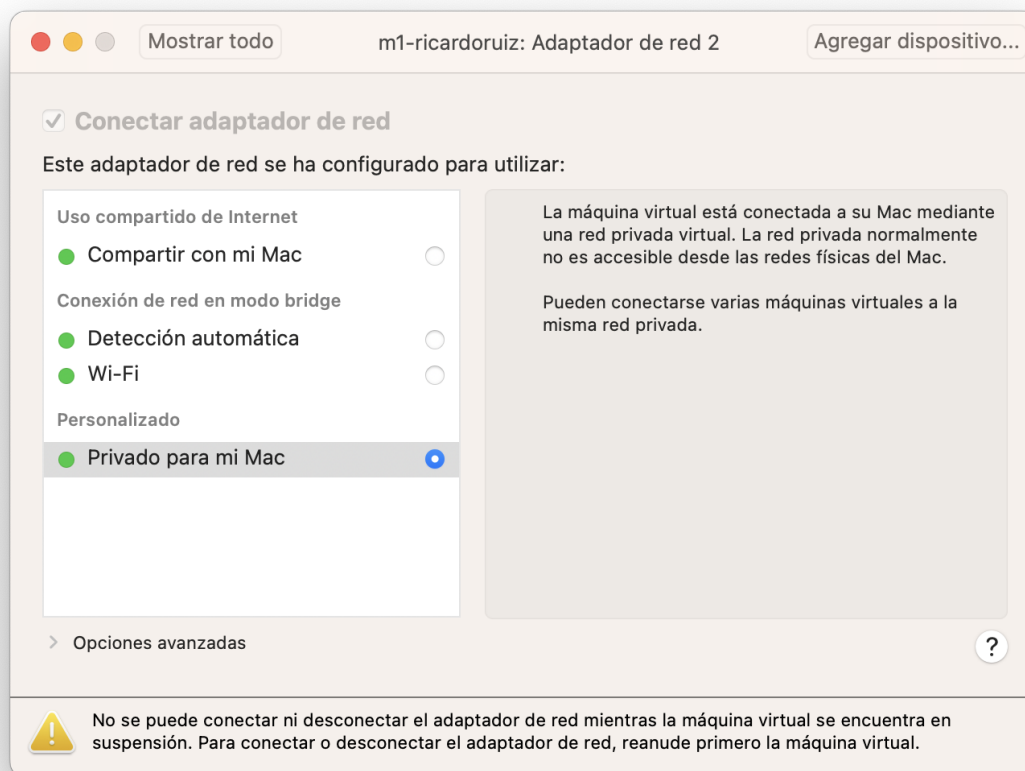 Mostrar todo
m1-ricardoruiz: Adaptador de red 2
Agregar dispositivo...
Conectar adaptador de red
Este adaptador de red se ha configurado para utilizar:
Uso compartido de Internet
Compartir con mi Mac
Conexión de red en modo bridge
Detección automática
Wi-Fi
Personalizado
Privado para mi Mac
La máquina virtual está conectada a su Mac mediante
una red privada virtual. La red privada normalmente
no es accesible desde las redes físicas del Mac.
Pueden conectarse varias máquinas virtuales a la
misma red privada.
Opciones avanzadas
?
No se puede conectar ni desconectar el adaptador de red mientras la máquina virtual se encuentra en
suspensión. Para conectar o desconectar el adaptador de red, reanude primero la máquina virtual.